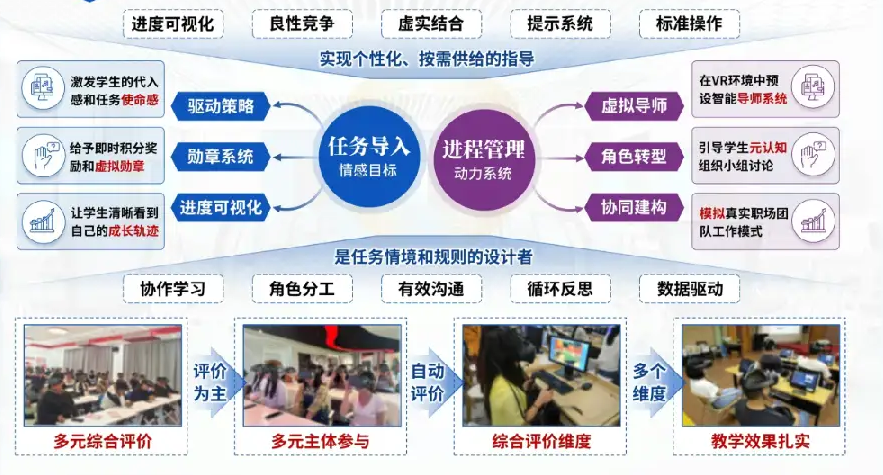 进度可视化 良性竞争 虚实结合 提示系统 标准操作
实现个性化、按需供给的指导
激发学生的代入
感和任务使命感
驱动策略
给予即时积分奖
励和虚拟勋章
勋章系统
让学生清晰看到
自己的成长轨迹
进度可视化
任务导入
情感目标
进程管理
动力系统
虚拟导师
在VR环境中预
设智能导师系统
角色转型
引导学生元认知
组织小组讨论
协同建构
模拟真实职场团
队工作模式
是任务情境和规则的设计者
协作学习 角色分工 有效沟通 循环反思 数据驱动
评价
为主
自动
评价
多个
维度
多元综合评价 多元主体参与 综合评价维度 教学效果扎实